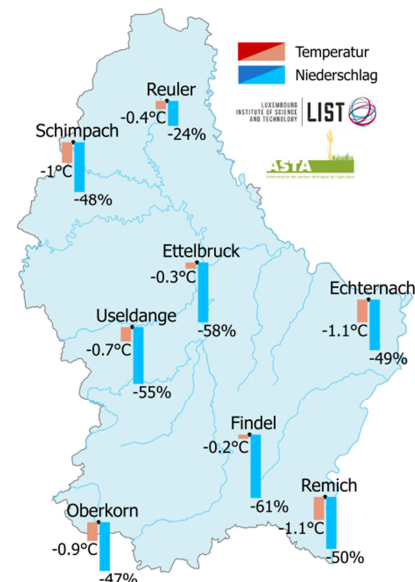 Temperatur
Niederschlag
LUXEMBOURG
INSTITUTE OF SCIENCE
AND TECHNOLOGY
LIST
ASTA
Reuler
-0.4°C
-24%
Schimpach
-1°C
-48%
Ettelbruck
-0.3°C
-58%
Echternach
-1.1°C
-49%
Useldange
-0.7°C
-55%
Findel
-0.2°C
-61%
Remich
-1.1°C
-50%
Oberkorn
-0.9°C
-47%